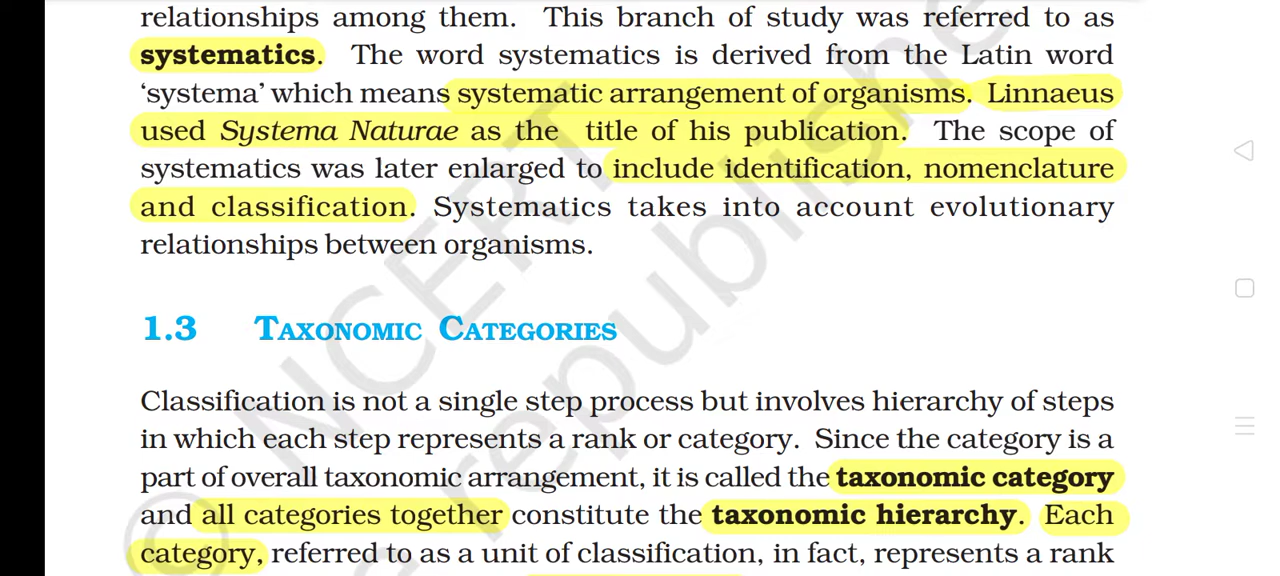 relationships among them. This branch of study was referred to as
systematics. The word systematics is derived from the Latin word
‘systema’ which means systematic arrangement of organisms. Linnaeus
used Systema Naturae as the title of his publication. The scope of
systematics was later enlarged to include identification, nomenclature
and classification. Systematics takes into account evolutionary
relationships between organisms.
1.3 TAXONOMIC CATEGORIES
Classification is not a single step process but involves hierarchy of steps
in which each step represents a rank or category. Since the category is a
part of overall taxonomic arrangement, it is called the taxonomic category
and all categories together constitute the taxonomic hierarchy. Each
category, referred to as a unit of classification, in fact, represents a rank
© NCERT
republishe